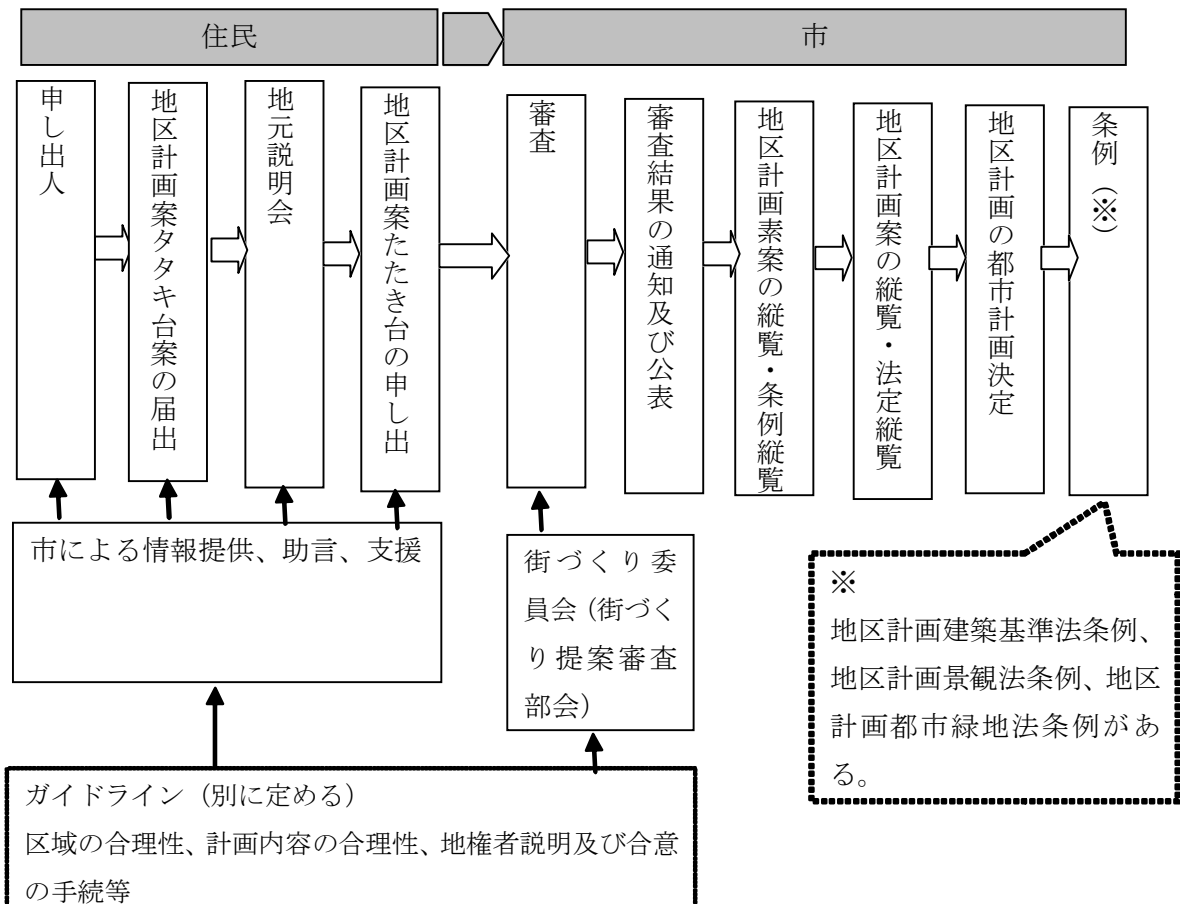 住民
市
申し出人
地区計画案タタキ台案の届出
地元説明会
地区計画案たたき台の申し出
審査
審査結果の通知及び公表
地区計画素案の縦覧・条例縦覧
地区計画案の縦覧・法定縦覧
地区計画の都市計画決定
条例（※）
市による情報提供、助言、支援
街づくり委
員会（街づく
り提案審査
部会）
※
地区計画建築基準法条例、
地区計画景観法条例、地区
計画都市緑地法条例があ
る。
ガイドライン（別に定める）
区域の合理性、計画内容の合理性、地権者説明及び合意
の手続等